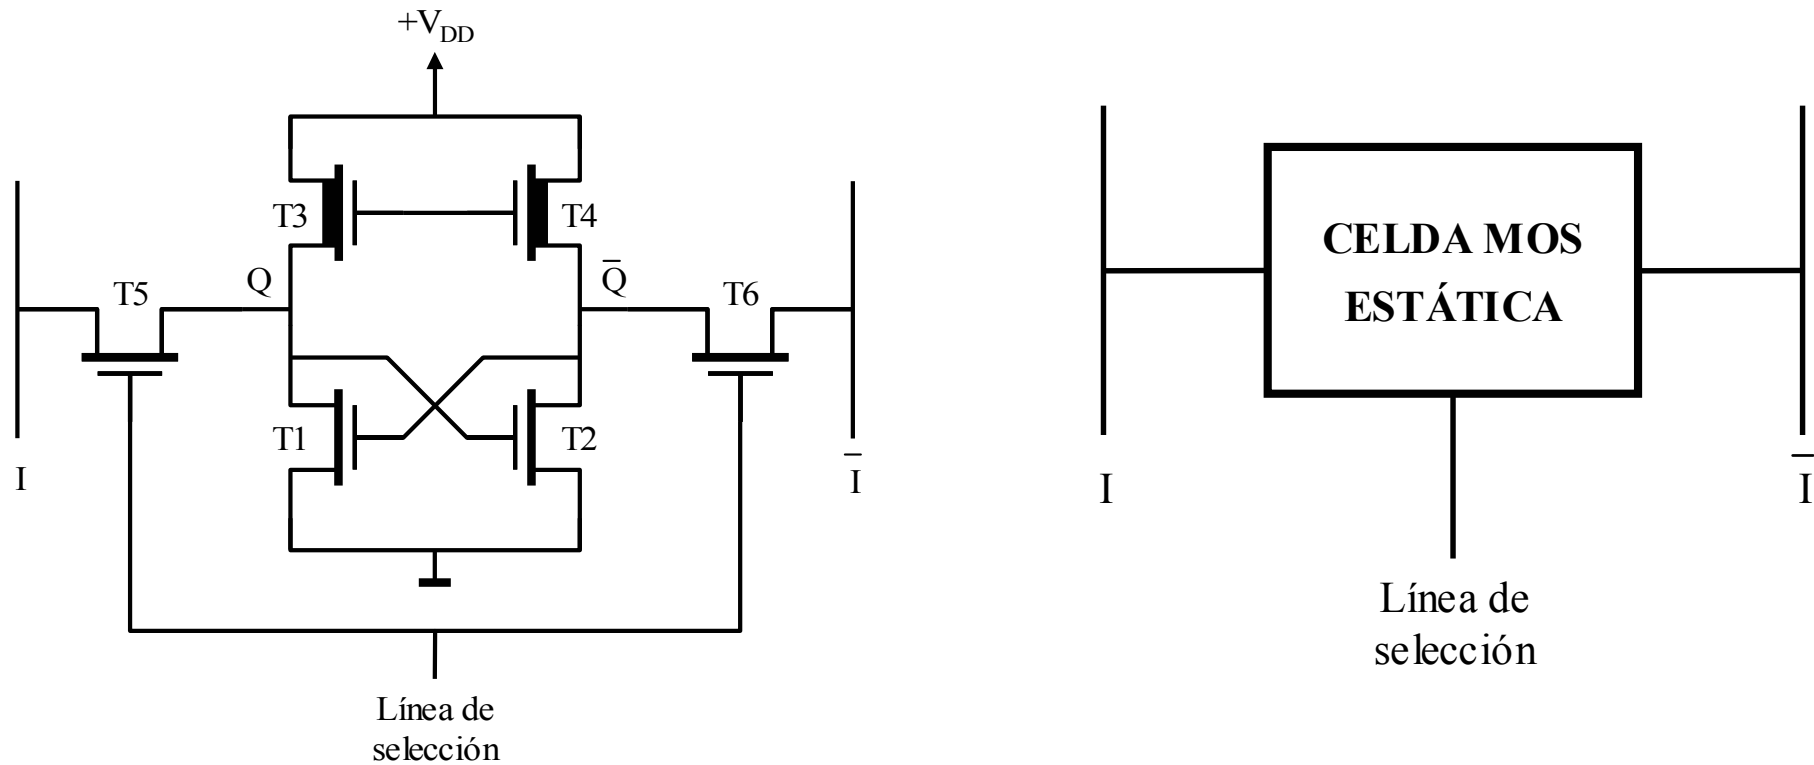 +V_DD
T3
T4
Q
Q̅
T5
T6
T1
T2
I
I̅
Línea de
selección
CELDA MOS
ESTÁTICA
I
I̅
Línea de
selección